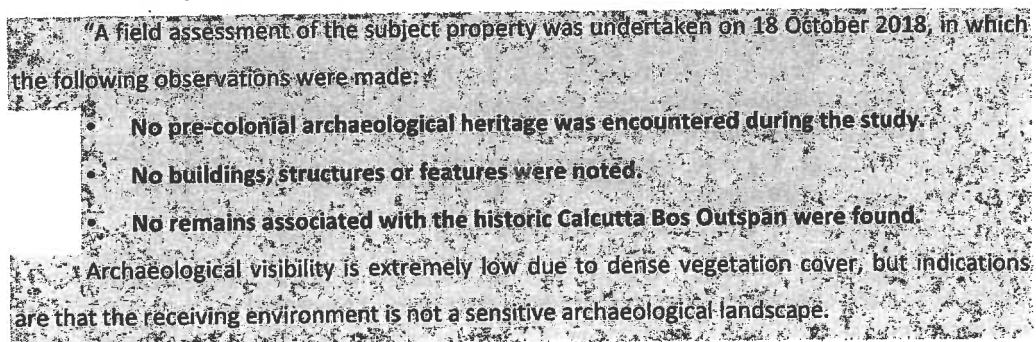 "A field assessment of the subject property was undertaken on 18 October 2018, in which
the following observations were made:
• No pre-colonial archaeological heritage was encountered during the study.
• No buildings, structures or features were noted.
• No remains associated with the historic Calcutta Bos Outspan were found.
Archaeological visibility is extremely low due to dense vegetation cover, but indications
are that the receiving environment is not a sensitive archaeological landscape.